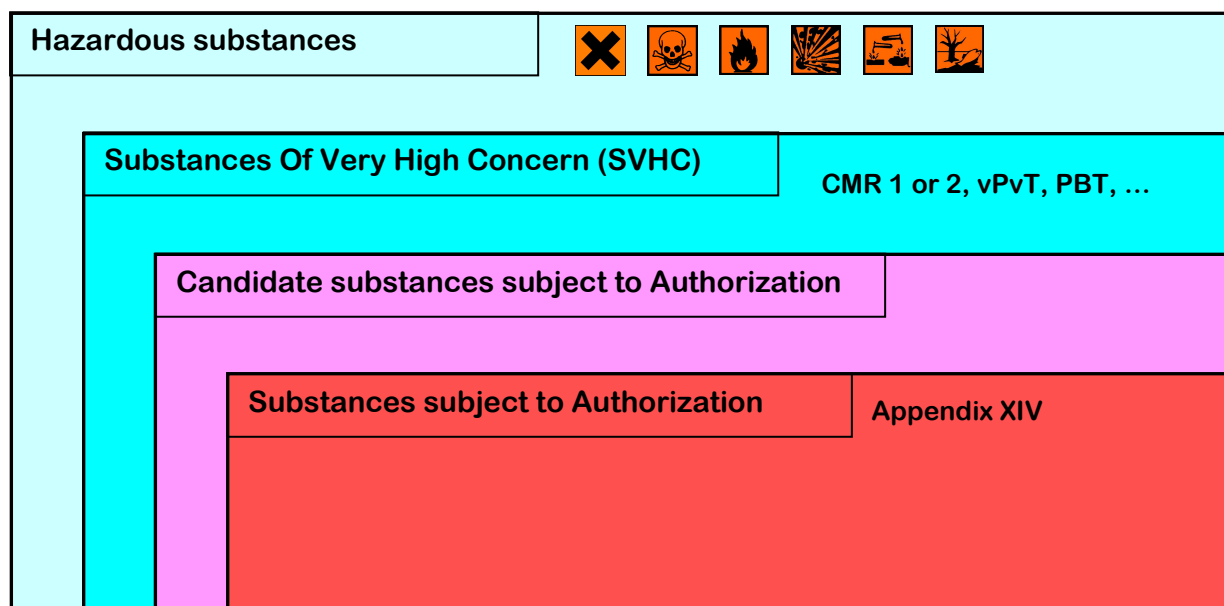 Hazardous substances
Substances Of Very High Concern (SVHC)
CMR 1 or 2, vPvT, PBT, ...
Candidate substances subject to Authorization
Substances subject to Authorization
Appendix XIV